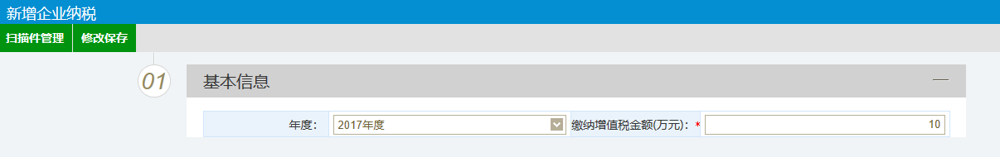 新增企业纳税
扫描件管理 修改保存
01 基本信息
年度： 2017年度 缴纳增值税金额(万元)：* 10